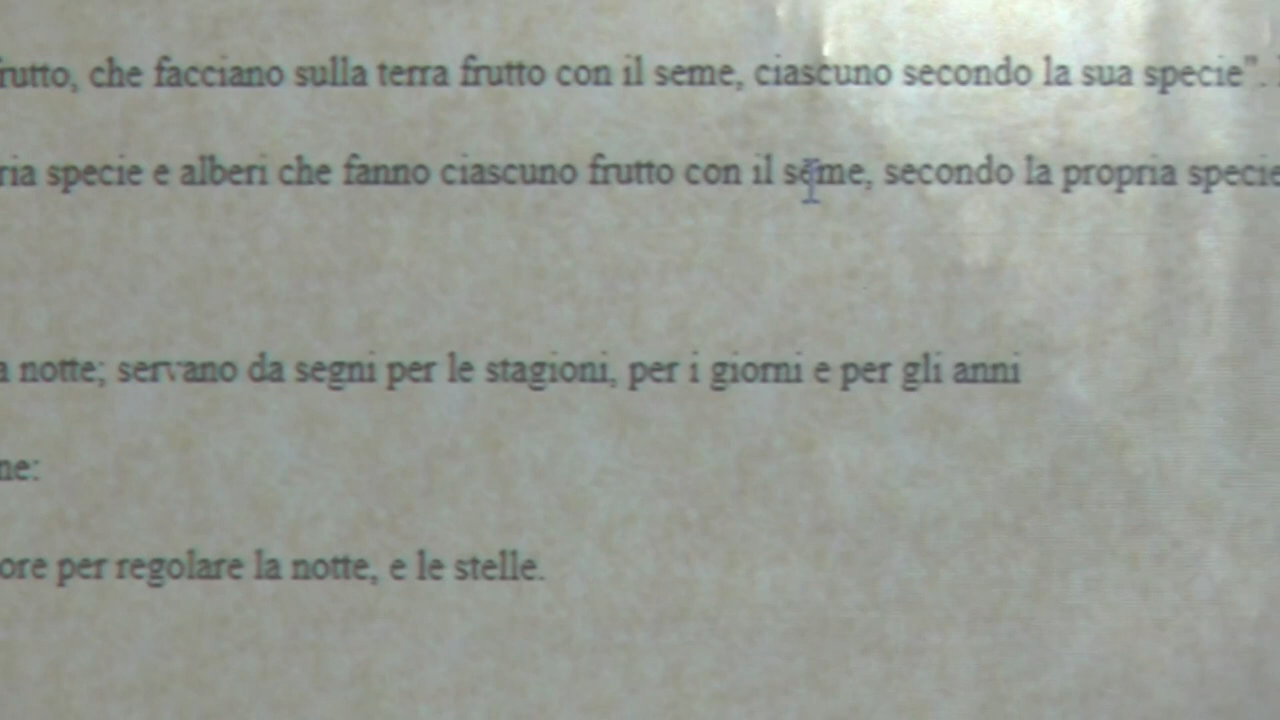 frutto, che facciano sulla terra frutto con il seme, ciascuno secondo la sua specie".
ria specie e alberi che fanno ciascuno frutto con il seme, secondo la propria specie
a notte; servano da segni per le stagioni, per i giorni e per gli anni
ne:
ore per regolare la notte, e le stelle.